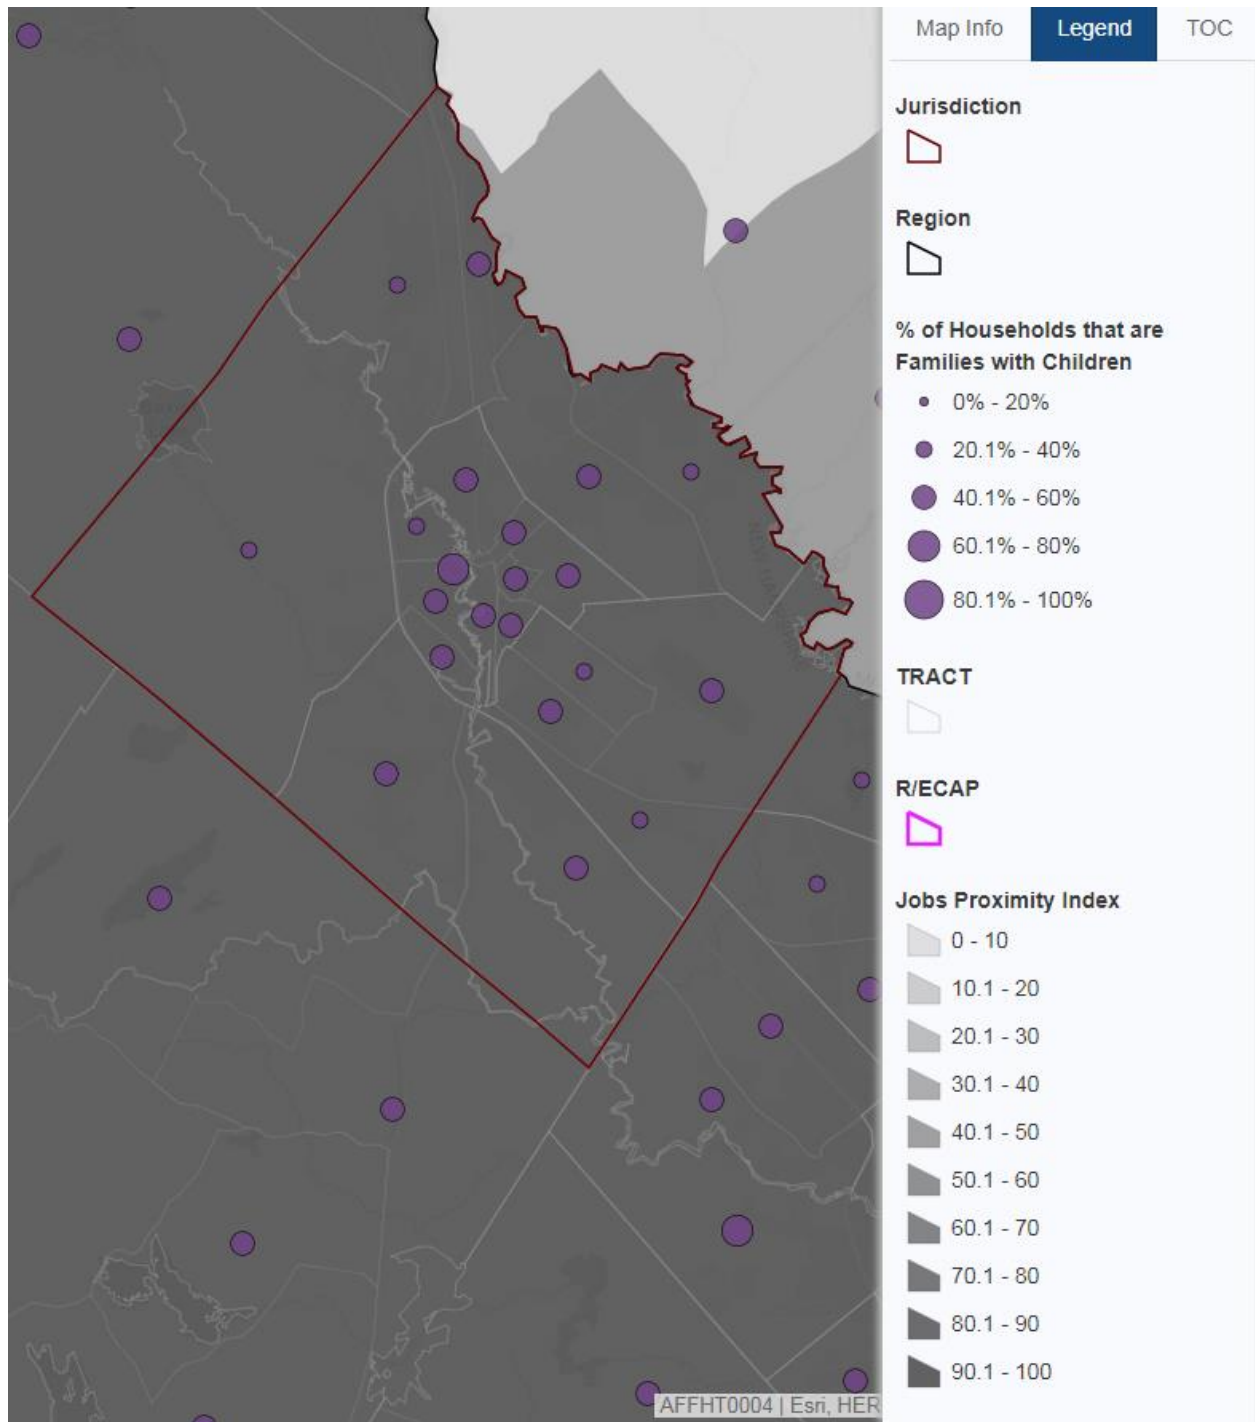 Map Info
Legend
TOC
Jurisdiction
Region
% of Households that are
Families with Children
0% - 20%
20.1% - 40%
40.1% - 60%
60.1% - 80%
80.1% - 100%
TRACT
R/ECAP
Jobs Proximity Index
0 - 10
10.1 - 20
20.1 - 30
30.1 - 40
40.1 - 50
50.1 - 60
60.1 - 70
70.1 - 80
80.1 - 90
90.1 - 100
AFFHT0004 | Esri, HER